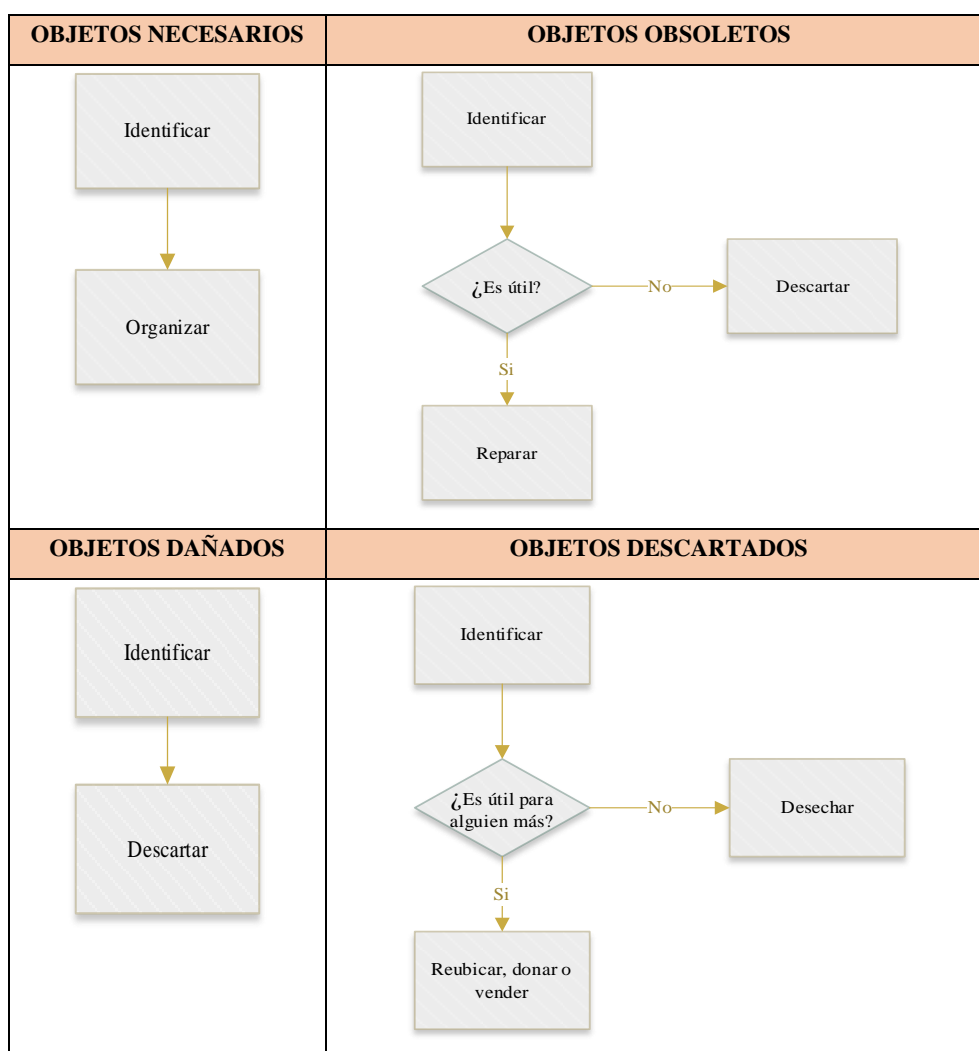 OBJETOS NECESARIOS
Identificar
Organizar
OBJETOS OBSOLETOS
Identificar
¿Es útil?
No
Descartar
Si
Reparar
OBJETOS DAÑADOS
Identificar
Descartar
OBJETOS DESCARTADOS
Identificar
¿Es útil para
alguien más?
No
Desechar
Si
Reubicar, donar o
vender